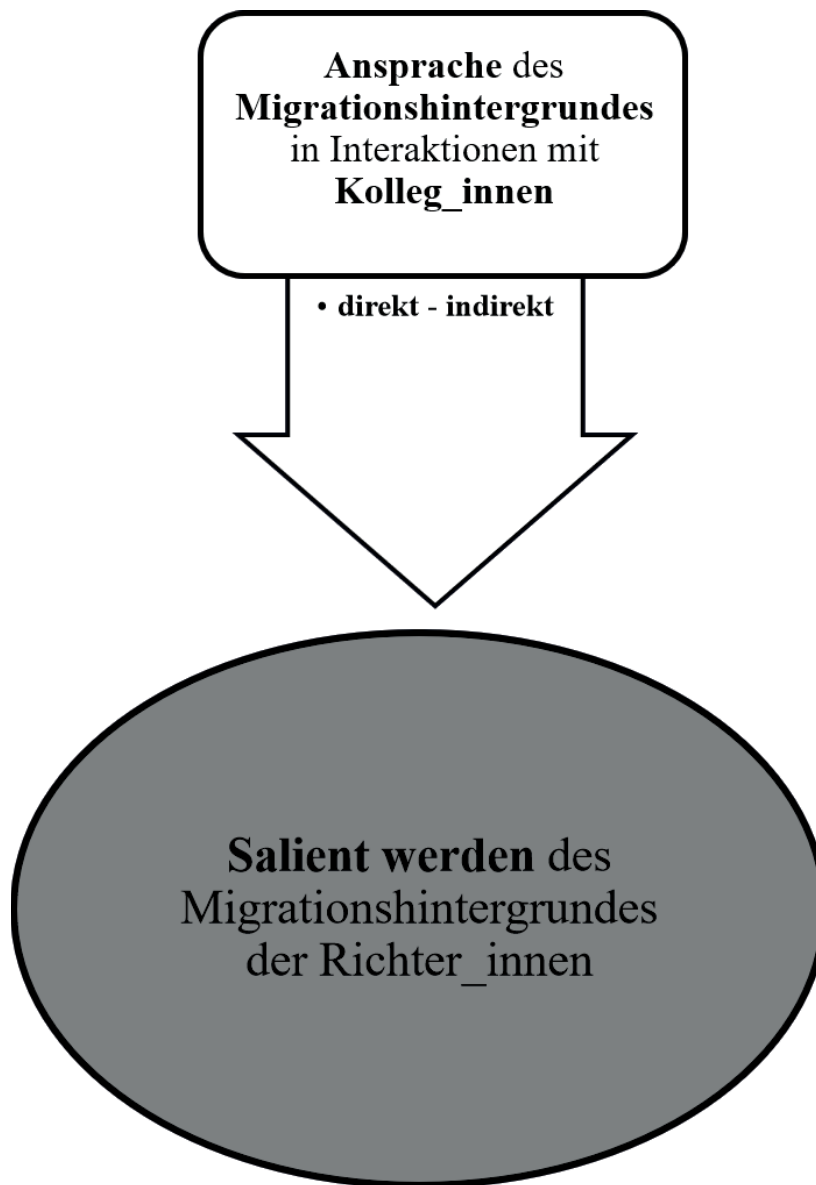 Ansprache des
Migrationshintergrundes
in Interaktionen mit
Kolleg_innen
• direkt - indirekt
Salient werden des
Migrationshintergrundes
der Richter_innen